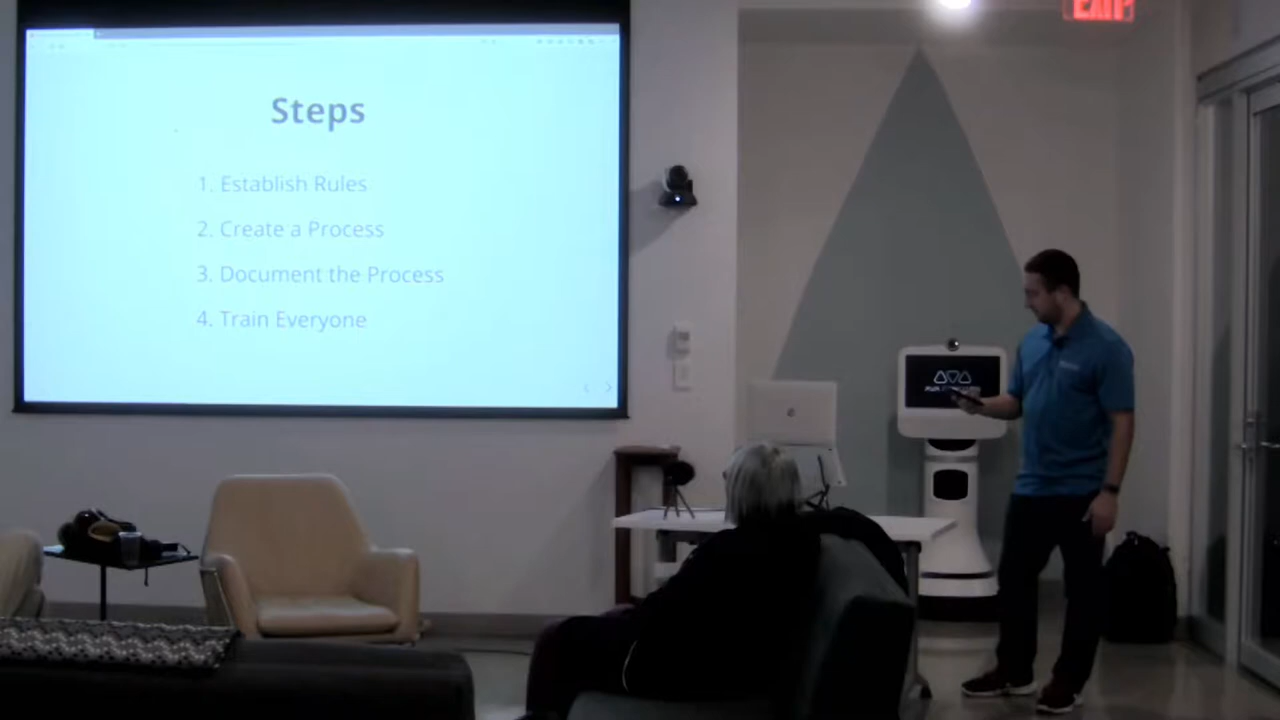 Steps
1. Establish Rules
2. Create a Process
3. Document the Process
4. Train Everyone
EXIT